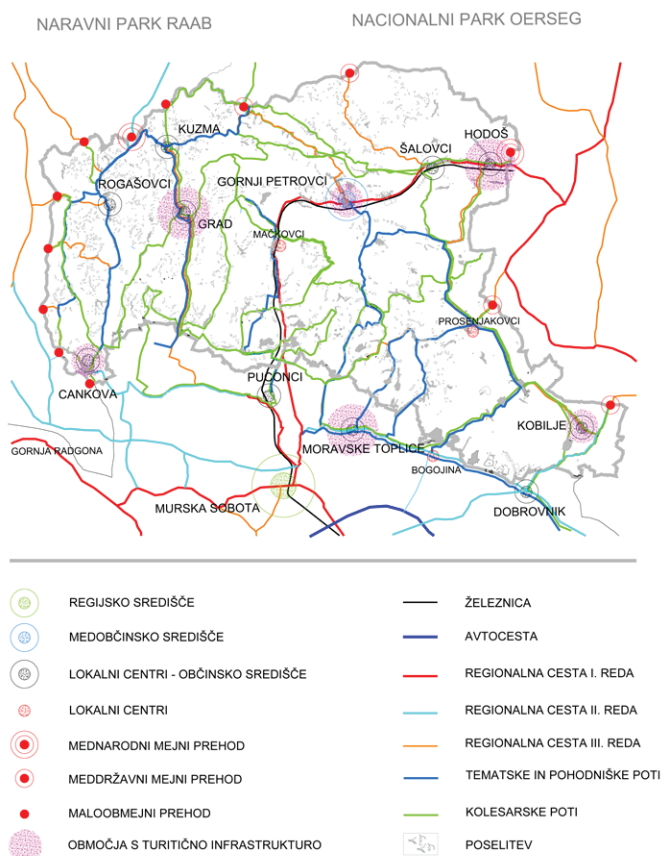 NARAVNI PARK RAAB
NACIONALNI PARK OERSEG
KUZMA
ŠALOVCI
HODOŠ
ROGAŠOVCI
GORNJI PETROVCI
GRAD
MAČKOVCI
PROSENJAKOVCI
PUCONCI
CANKOVA
KOBILJE
MORAVSKE TOPLICE
GORNJA RADGONA
BOGOJINA
MURSKA SOBOTA
DOBROVNIK
REGIJSKO SREDIŠČE
MEDOBČINSKO SREDIŠČE
LOKALNI CENTRI - OBČINSKO SREDIŠČE
LOKALNI CENTRI
MEDNARODNI MEJNI PREHOD
MEDDRŽAVNI MEJNI PREHOD
MALOOBMEJNI PREHOD
OBMOČJA S TURITIČNO INFRASTRUKTURO
ŽELEZNICA
AVTOCESTA
REGIONALNA CESTA I. REDA
REGIONALNA CESTA II. REDA
REGIONALNA CESTA III. REDA
TEMATSKE IN POHODNIŠKE POTI
KOLESARSKE POTI
POSELITEV